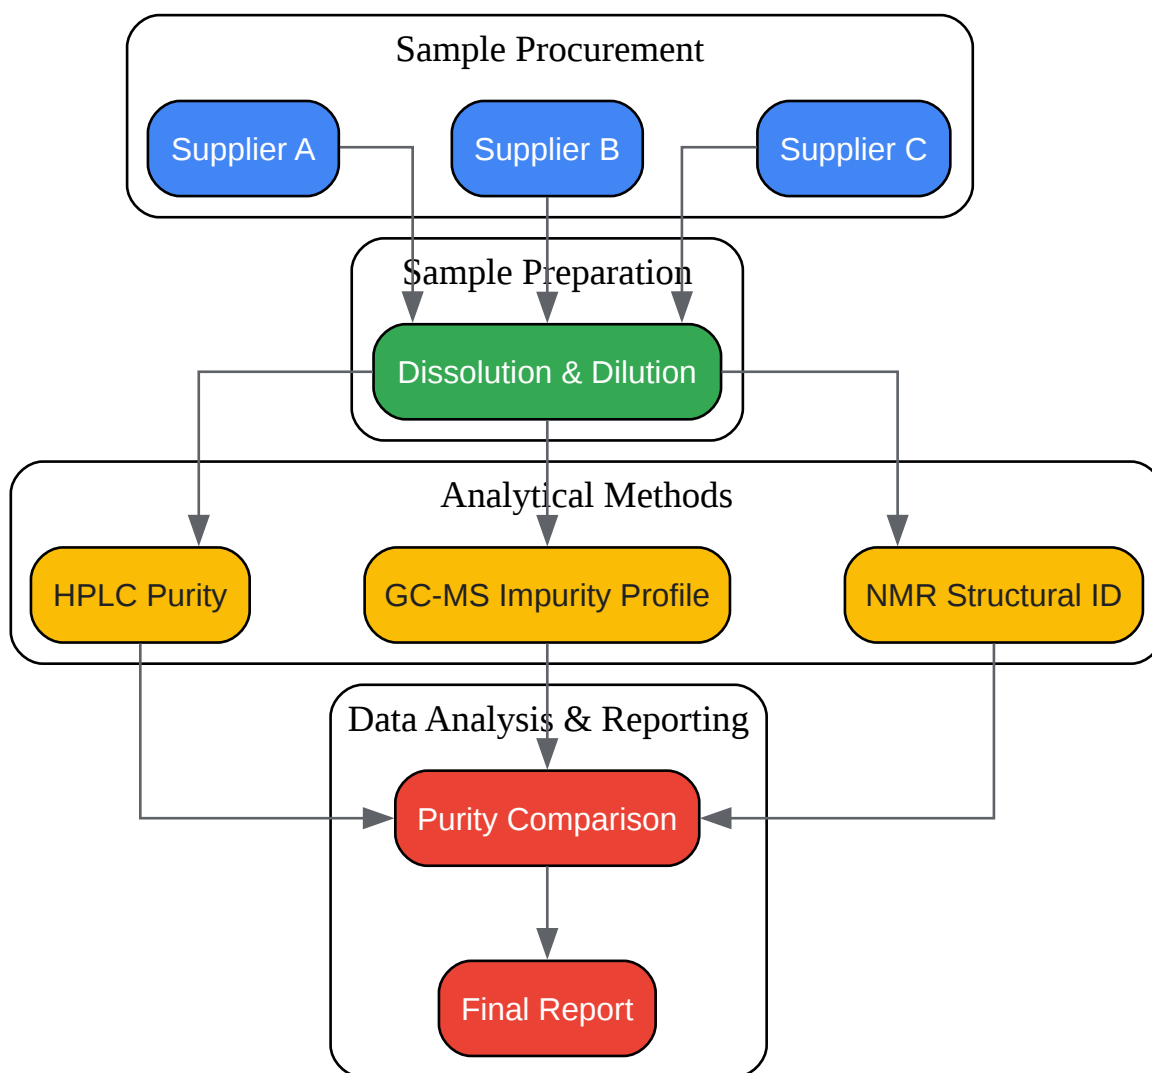 Sample Procurement
Supplier A
Supplier B
Supplier C
Sample Preparation
Dissolution & Dilution
Analytical Methods
HPLC Purity
GC-MS Impurity Profile
NMR Structural ID
Data Analysis & Reporting
Purity Comparison
Final Report